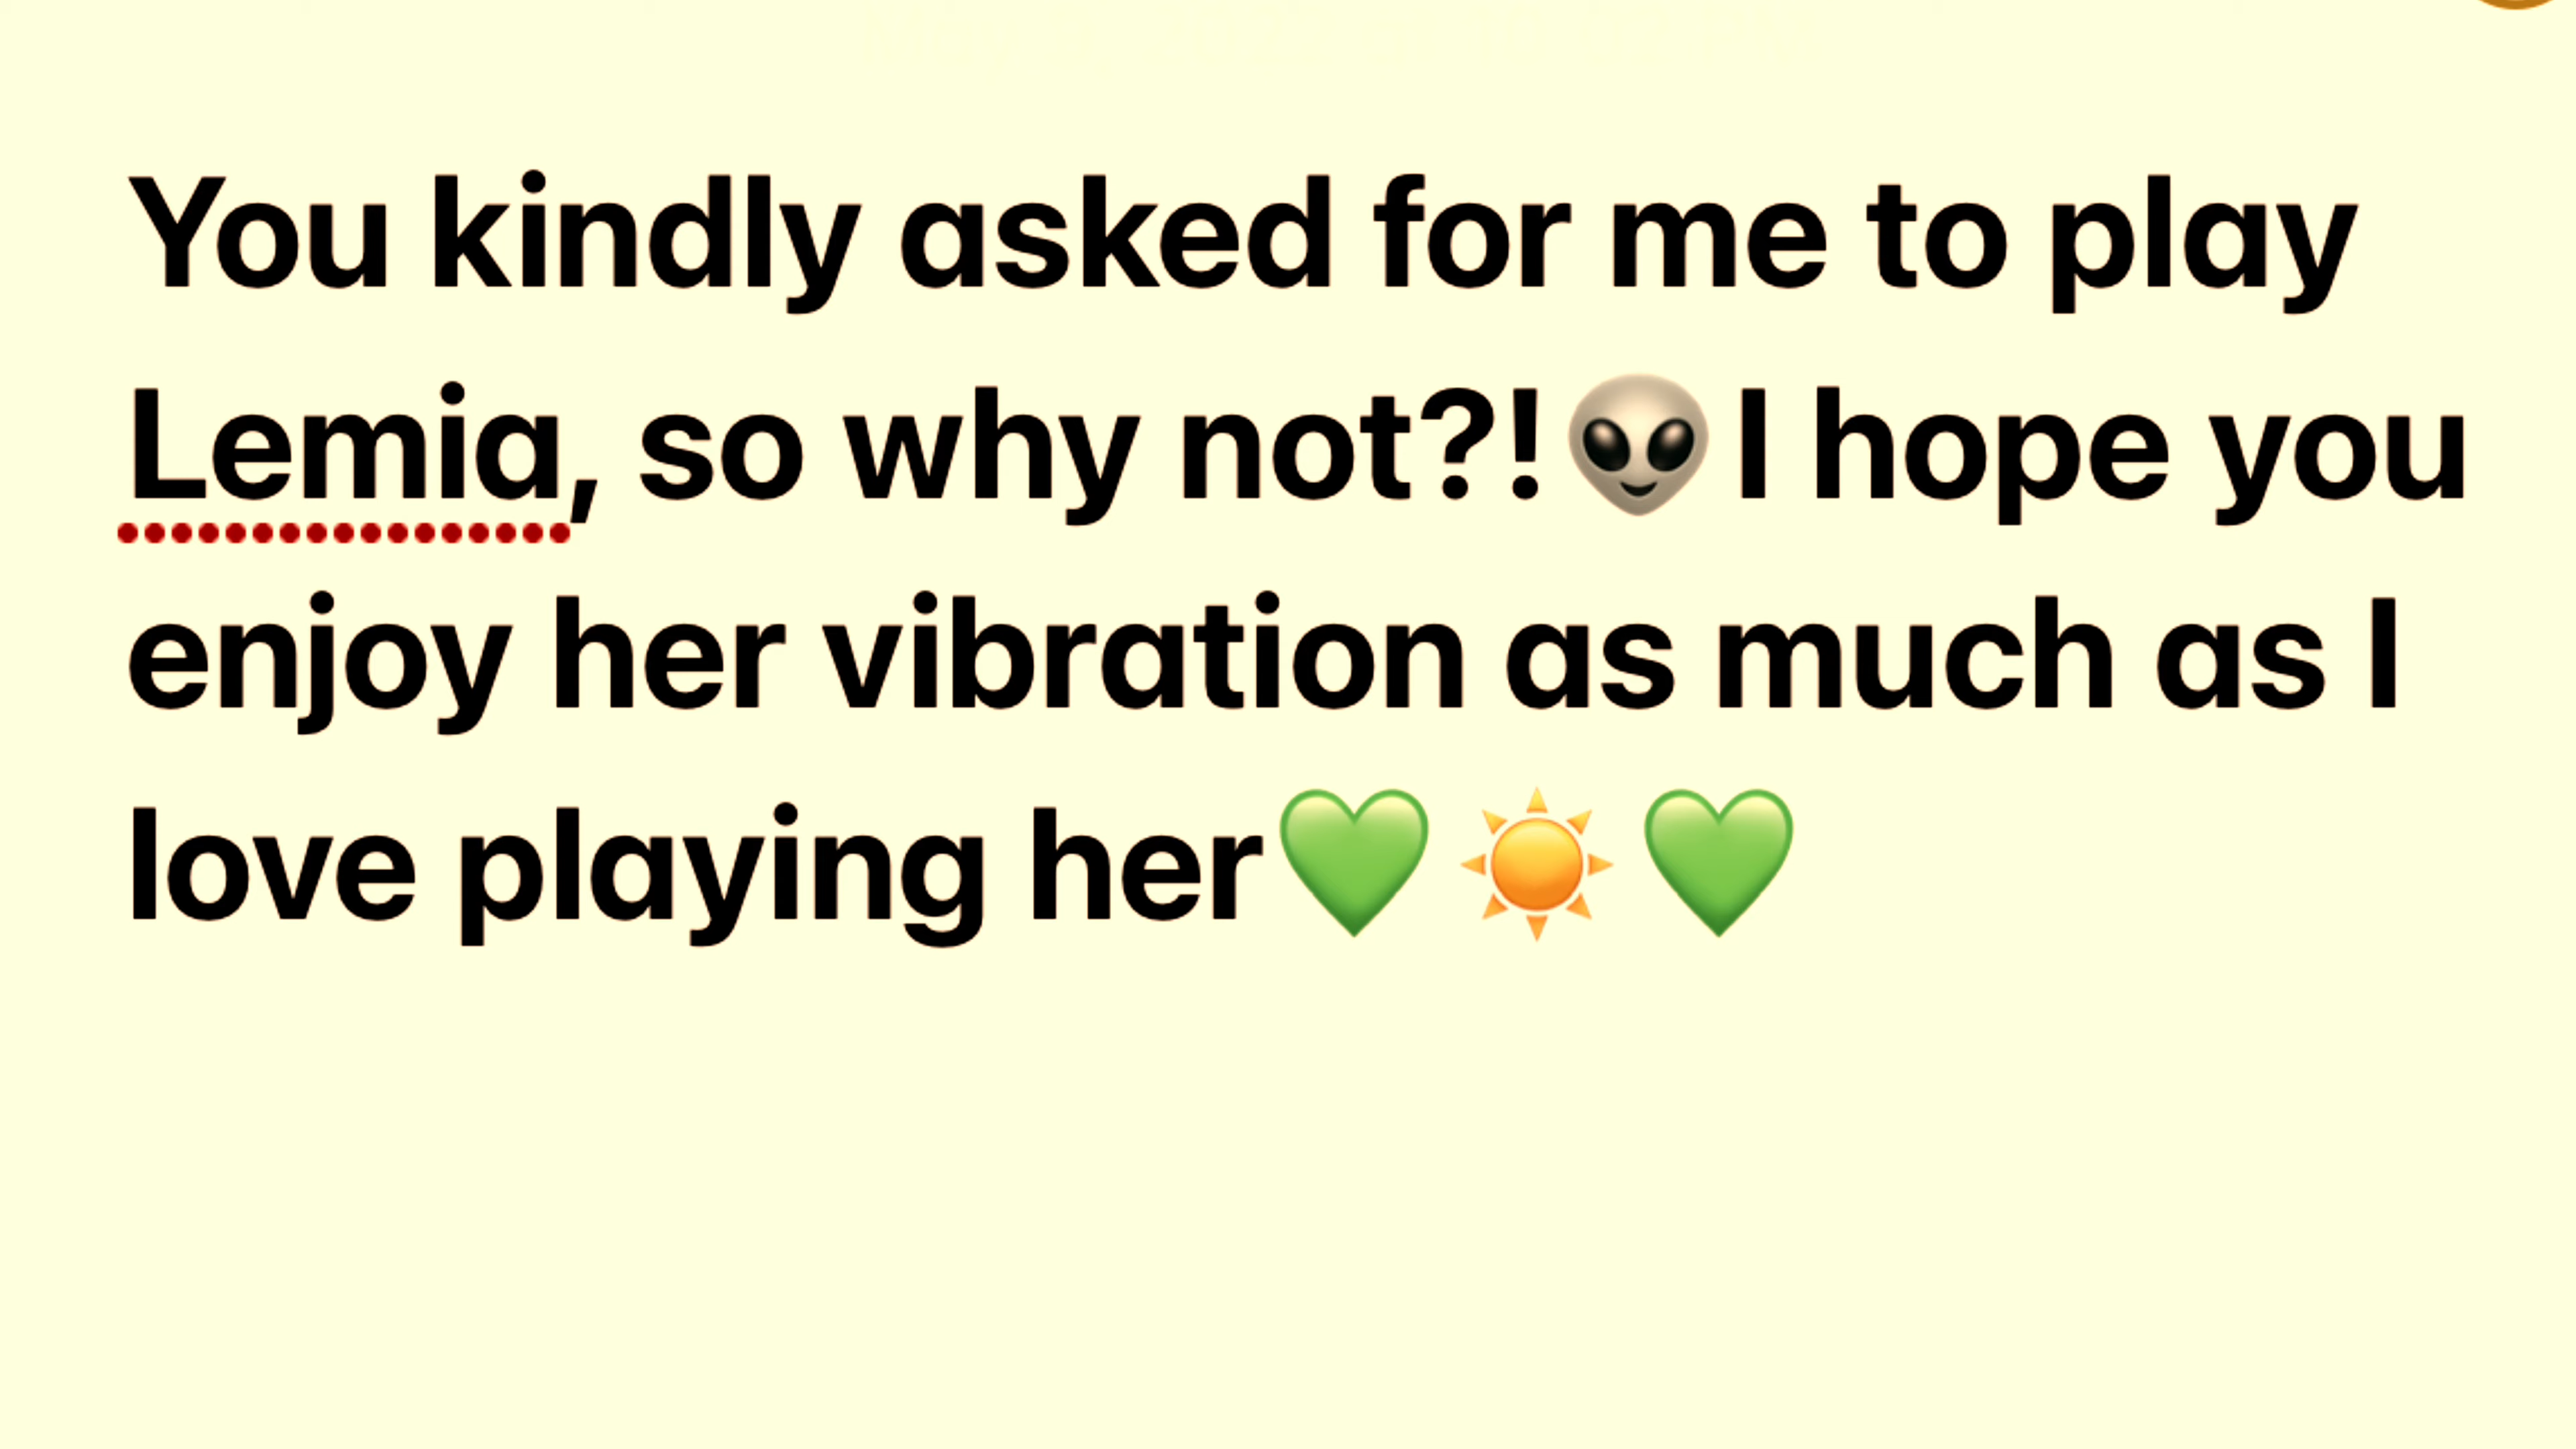 You kindly asked for me to play
Lemia, so why not?!👽 I hope you
enjoy her vibration as much as I
love playing her💚☀️💚